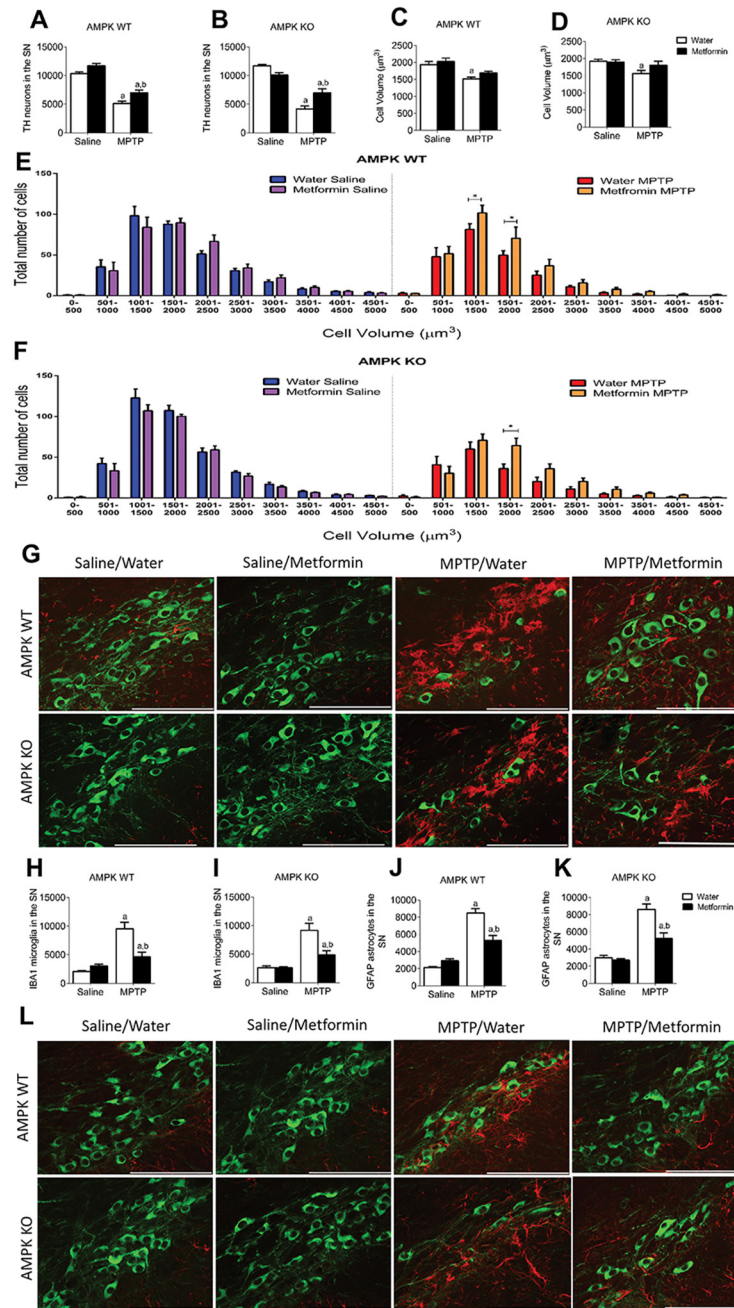 A
AMPK WT
TH neurons in the SN
15000
10000
5000
0
a
a,b
Saline
MPTP
B
AMPK KO
TH neurons in the SN
15000
10000
5000
0
a
a,b
Saline
MPTP
C
AMPK WT
Cell Volume (µm³)
2500
2000
1500
1000
500
0
a
Saline
MPTP
D
AMPK KO
Cell Volume (µm³)
2500
2000
1500
1000
500
0
a
Saline
MPTP
Water
Metformin
E
AMPK WT
Total number of cells
150
100
50
0
Water Saline
Metformin Saline
Water MPTP
Metfromin MPTP
*
*
0-500
501-1000
1001-1500
1501-2000
2001-2500
2501-3000
3001-3500
3501-4000
4001-4500
4501-5000
0-500
501-1000
1001-1500
1501-2000
2001-2500
2501-3000
3001-3500
3501-4000
4001-4500
4501-5000
Cell Volume (µm³)
Cell Volume (µm³)
F
AMPK KO
Total number of cells
150
100
50
0
Water Saline
Metformin Saline
Water MPTP
Metformin MPTP
*
0-500
501-1000
1001-1500
1501-2000
2001-2500
2501-3000
3001-3500
3501-4000
4001-4500
4501-5000
0-500
501-1000
1001-1500
1501-2000
2001-2500
2501-3000
3001-3500
3501-4000
4001-4500
4501-5000
Cell Volume (µm³)
Cell Volume (µm³)
G
Saline/Water
Saline/Metformin
MPTP/Water
MPTP/Metformin
AMPK WT
AMPK KO
H
AMPK WT
IBA1 microglia in the SN
15000
10000
5000
0
a
a,b
Saline
MPTP
I
AMPK KO
IBA1 microglia in the SN
15000
10000
5000
0
a
a,b
Saline
MPTP
J
AMPK WT
GFAP astrocytes in the
SN
10000
8000
6000
4000
2000
0
a
a,b
Saline
MPTP
K
AMPK KO
GFAP astrocytes in the
SN
10000
8000
6000
4000
2000
0
a
a,b
Saline
MPTP
Water
Metformin
L
Saline/Water
Saline/Metformin
MPTP/Water
MPTP/Metformin
AMPK WT
AMPK KO